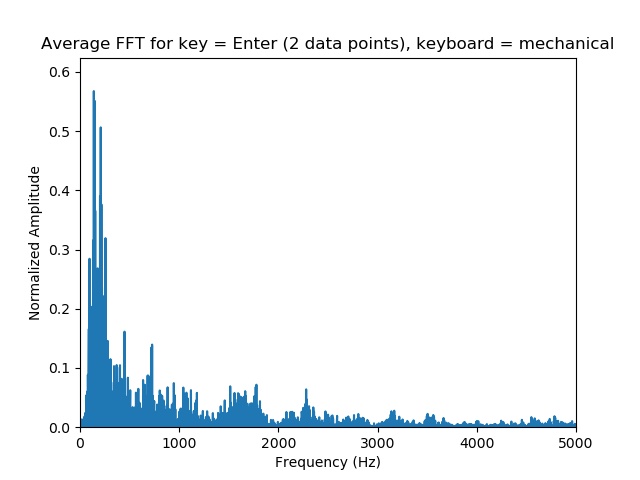 Average FFT for key = Enter (2 data points), keyboard = mechanical
0.6
0.5
0.4
0.3
0.2
0.1
0.0
Normalized Amplitude
0 1000 2000 3000 4000 5000
Frequency (Hz)